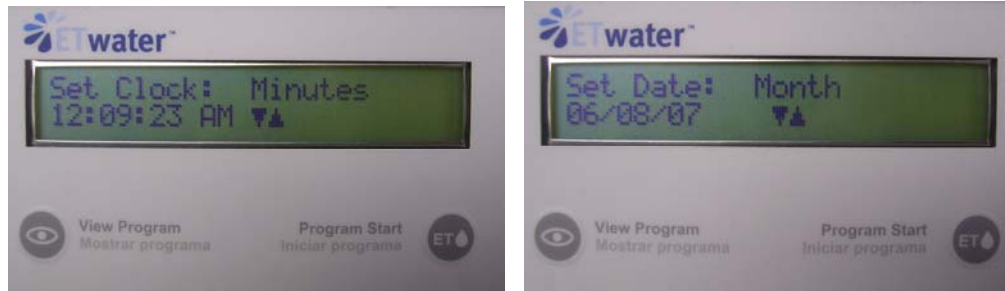 ETwater™
Set Clock: Minutes
12:09:23 AM ▼▲
View Program
Mostrar programa
Program Start
Iniciar programa
ET
ETwater™
Set Date: Month
06/08/07 ▼▲
View Program
Mostrar programa
Program Start
Iniciar programa
ET